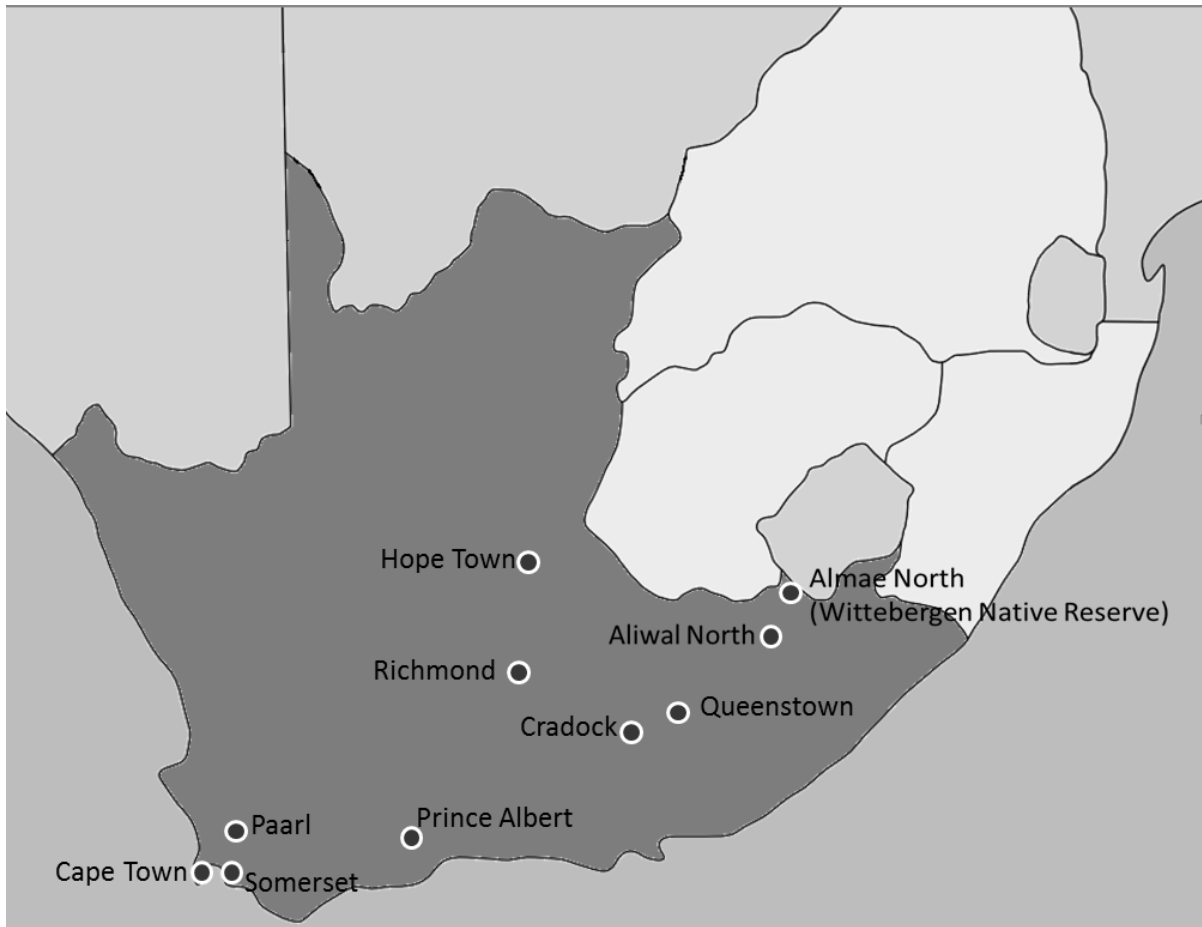 Hope Town
Almae North
(Wittebergen Native Reserve)
Aliwal North
Richmond
Queenstown
Cradock
Prince Albert
Paarl
Cape Town
Somerset